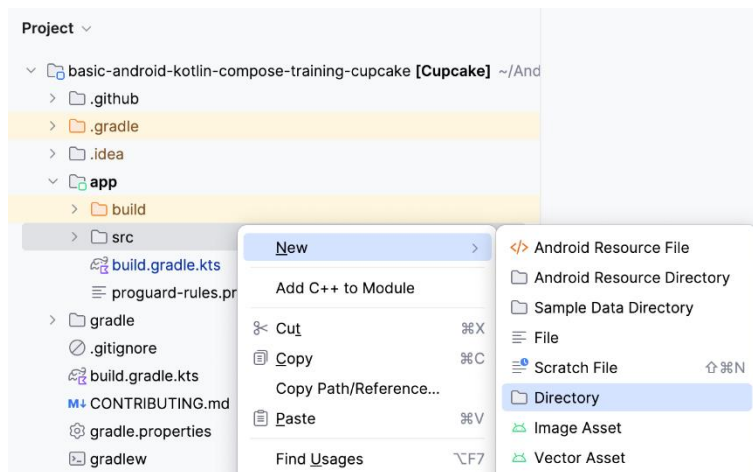 Project
basic-android-kotlin-compose-training-cupcake [Cupcake] ~/And
.github
.gradle
.idea
app
build
src
build.gradle.kts
proguard-rules.pr
gradle
.gitignore
build.gradle.kts
M↓ CONTRIBUTING.md
gradle.properties
gradlew
New
Add C++ to Module
Cut ⌘X
Copy ⌘C
Copy Path/Reference...
Paste ⌘V
Find Usages ⌥F7
Android Resource File
Android Resource Directory
Sample Data Directory
File
Scratch File ⇧⌘N
Directory
Image Asset
Vector Asset